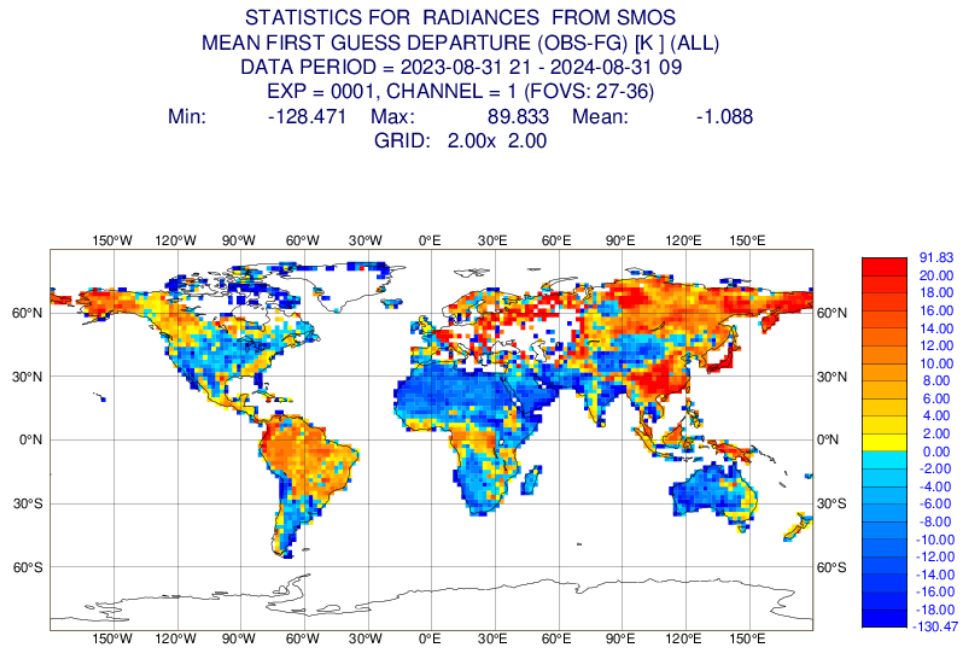 STATISTICS FOR RADIANCES FROM SMOS
MEAN FIRST GUESS DEPARTURE (OBS-FG) [K ] (ALL)
DATA PERIOD = 2023-08-31 21 - 2024-08-31 09
EXP = 0001, CHANNEL = 1 (FOVS: 27-36)
Min: -128.471 Max: 89.833 Mean: -1.088
GRID: 2.00x 2.00
150°W 120°W 90°W 60°W 30°W 0°E 30°E 60°E 90°E 120°E 150°E
60°N 60°N
30°N 30°N
0°N 0°N
30°S 30°S
60°S 60°S
150°W 120°W 90°W 60°W 30°W 0°E 30°E 60°E 90°E 120°E 150°E
91.83
20.00
18.00
16.00
14.00
12.00
10.00
8.00
6.00
4.00
2.00
0.00
-2.00
-4.00
-6.00
-8.00
-10.00
-12.00
-14.00
-16.00
-18.00
-130.47